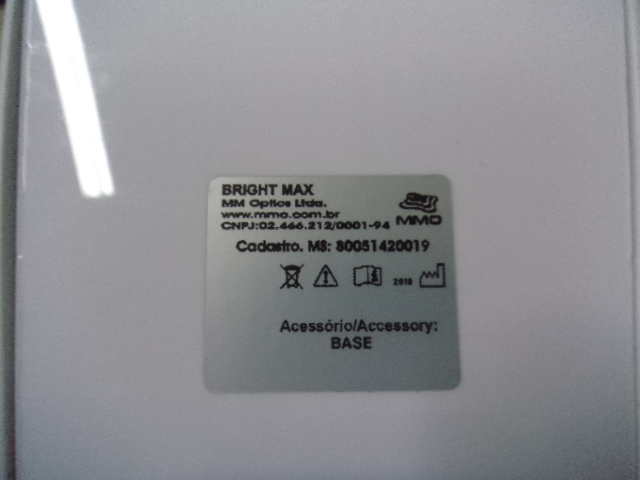 BRIGHT MAX
MM Optics Ltda.
www.mmo.com.br
CNPJ:02.466.212/0001-94
MMO
Cadastro. MS: 80051420019
2010
Acessório/Accessory:
BASE